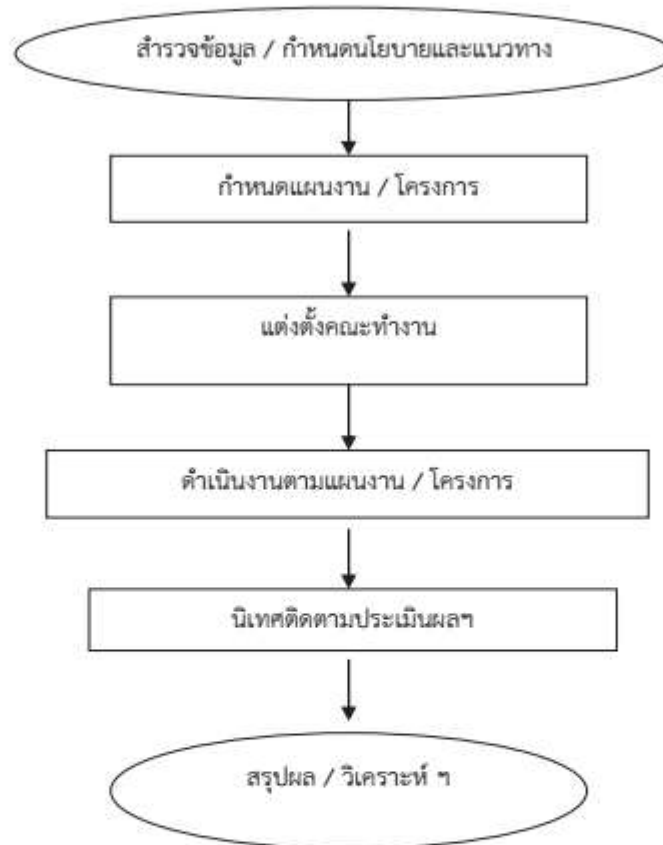 สำรวจข้อมูล / กำหนดนโยบายและแนวทาง
กำหนดแผนงาน / โครงการ
แต่งตั้งคณะทำงาน
ดำเนินงานตามแผนงาน / โครงการ
นิเทศติดตามประเมินผลฯ
สรุปผล / วิเคราะห์ ฯ